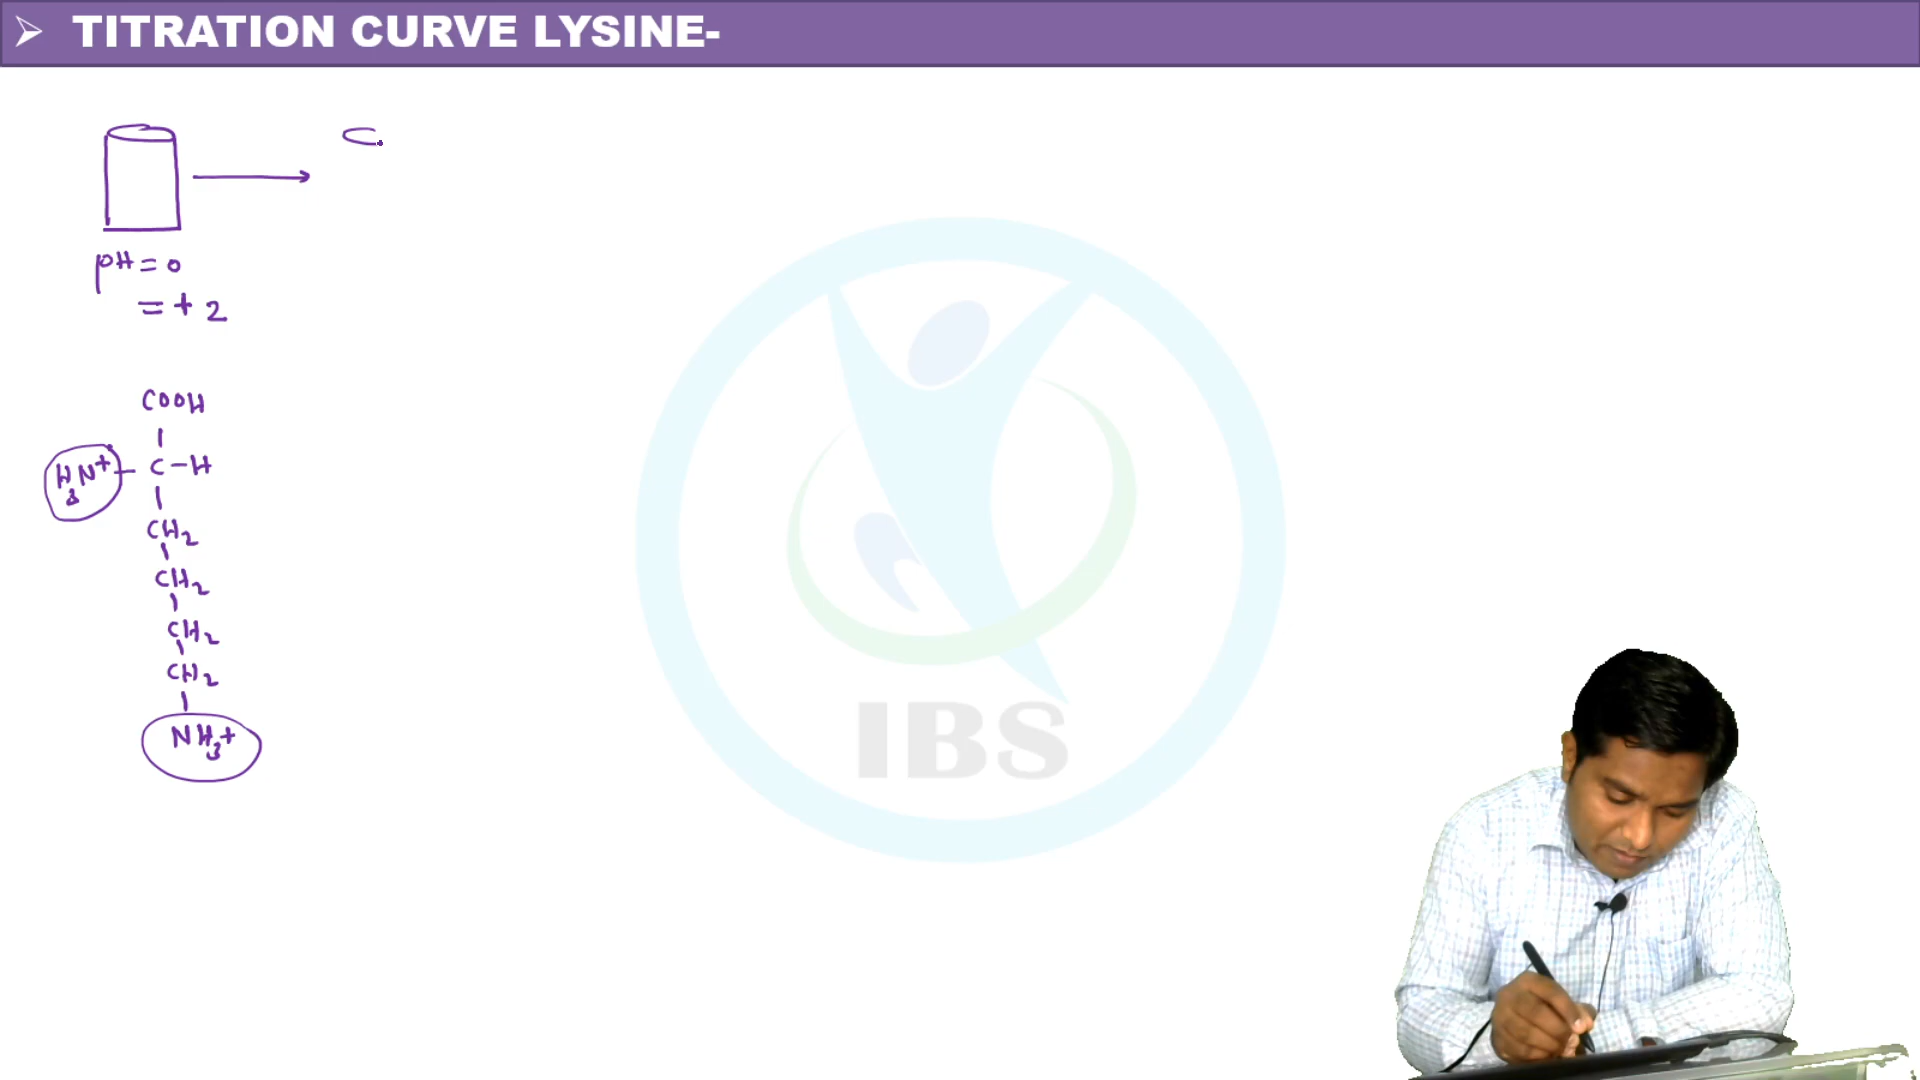 TITRATION CURVE LYSINE-
C
pH = 0
= + 2
COOH
H3N+ - C - H
CH2
CH2
CH2
CH2
NH3+
IBS